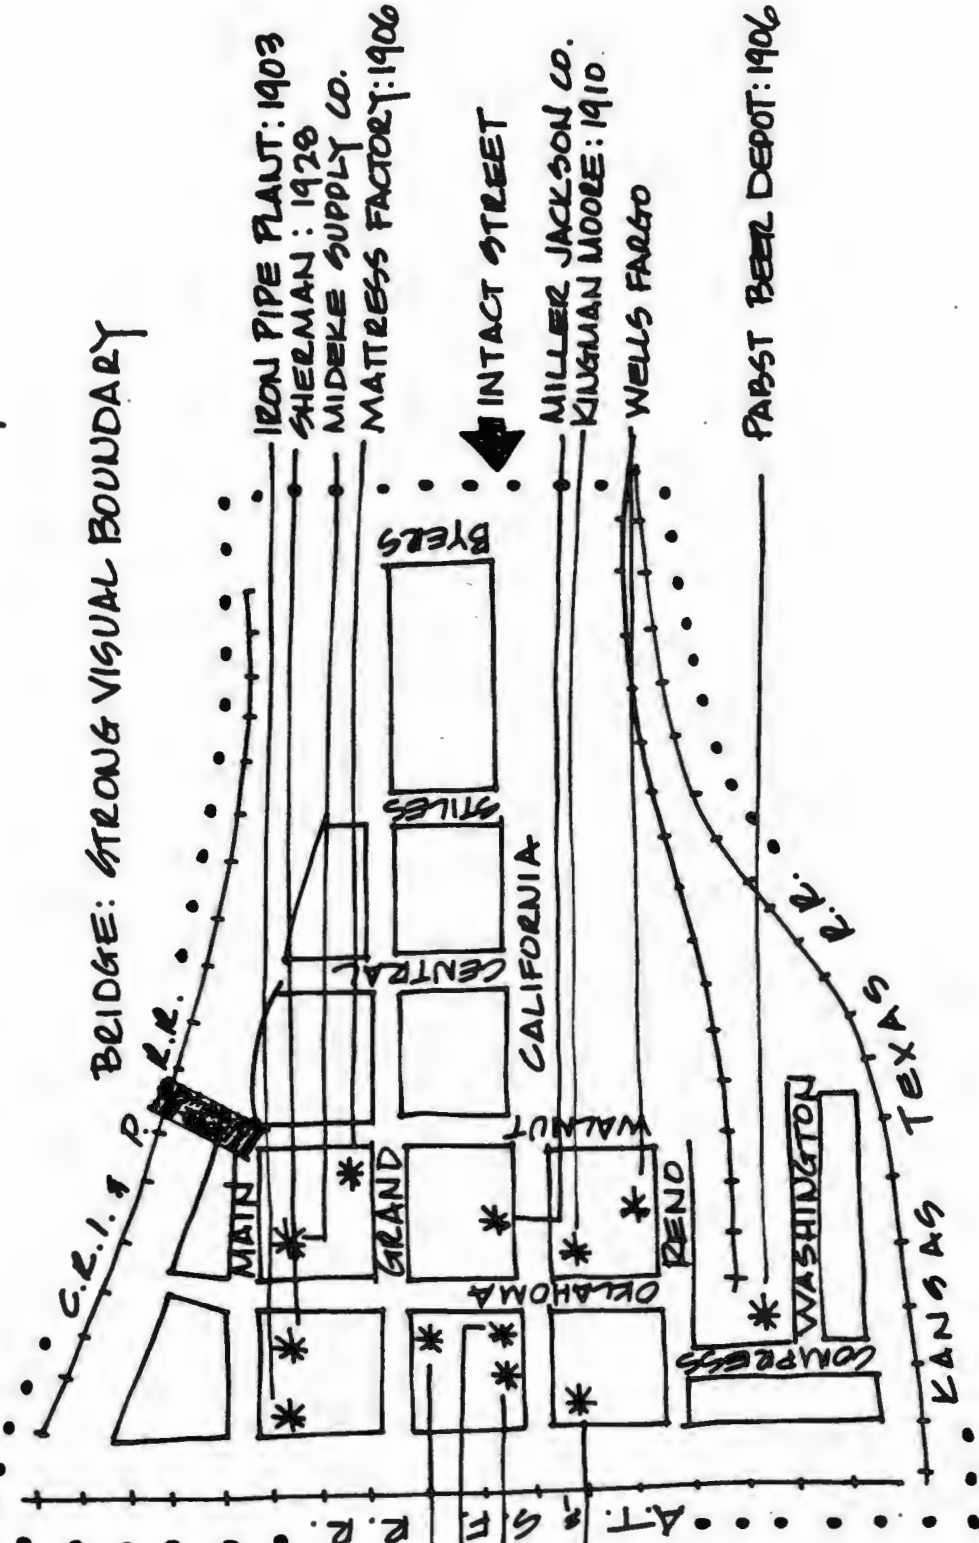 BRIDGE: STRONG VISUAL BOUNDARY
IRON PIPE PLANT: 1903
SHERMAN: 1928
MIDEKE SUPPLY CO.
MATTRESS FACTORY: 1906
INTACT STREET
MILLER JACKSON CO.
KINGMAN MOORE: 1910
WELLS FARGO
PABST BEER DEPOT: 1906
C.R.I. & P. R.R.
MAIN
GRAND
CALIFORNIA
RENO
WASHINGTON
KANSAS TEXAS R.R.
A.T. & S.F. R.R.
COMPRESS
OKLAHOMA
WALNUT
CENTRAL
STILES
BYERS